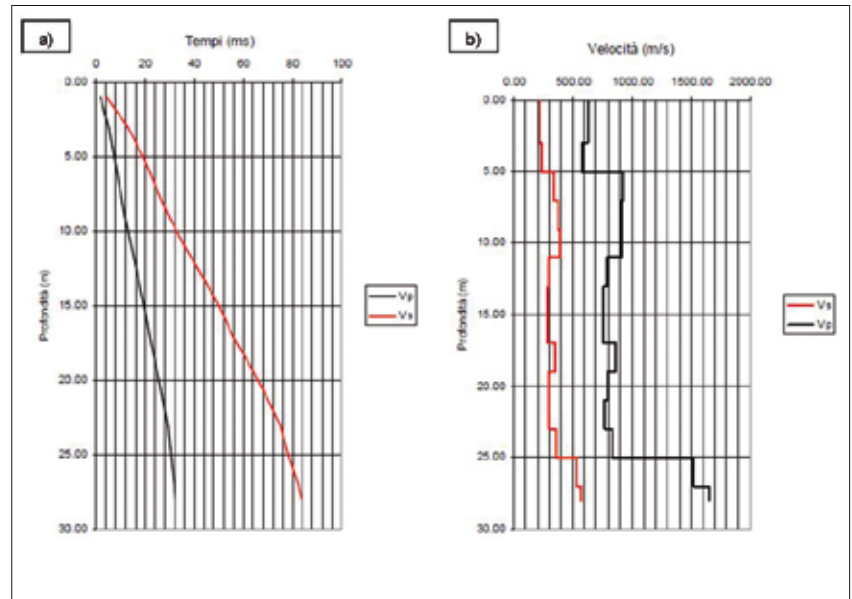 a)
Tempi (ms)
0 20 40 60 80 100
0.00
5.00
10.00
15.00
20.00
25.00
30.00
Profondità (m)
Vp
Vs
b)
Velocità (m/s)
0.00 500.00 1000.00 1500.00 2000.00
0.00
5.00
10.00
15.00
20.00
25.00
30.00
Profondità (m)
Vs
Vp